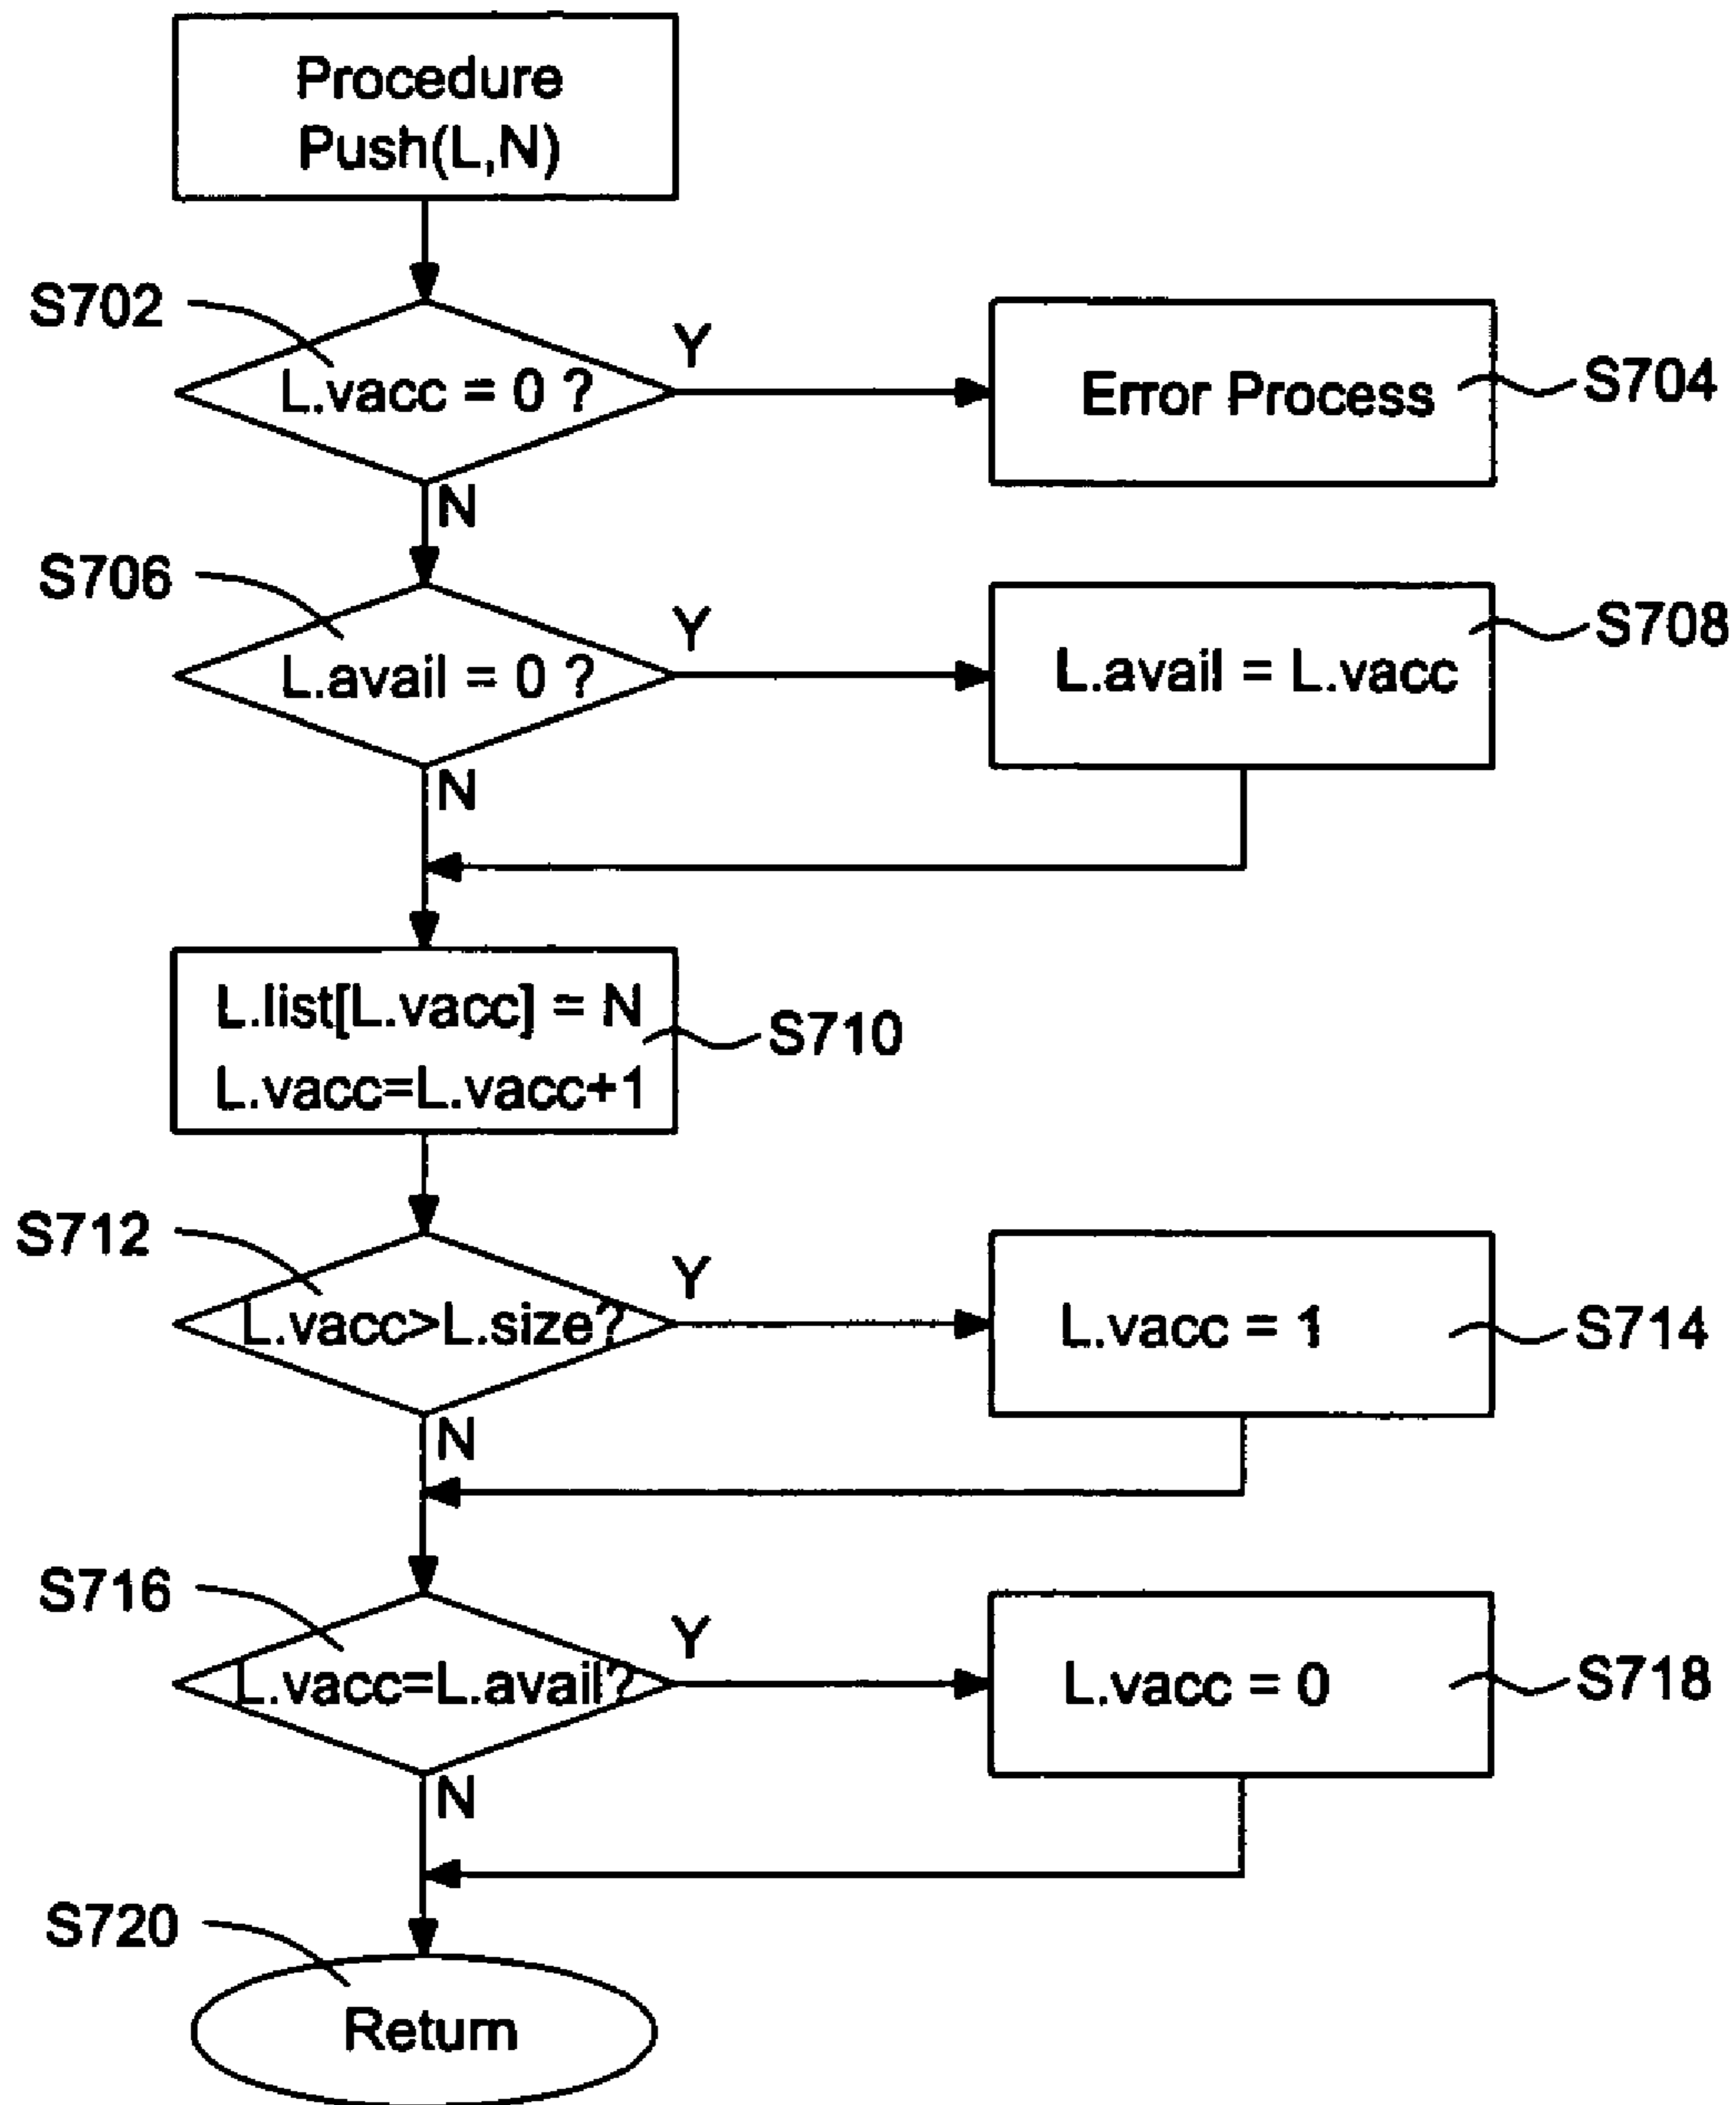 Procedure
Push(L,N)
S702
L.vacc = 0 ?
Y
Error Process
S704
N
S706
L.avail = 0 ?
Y
L.avail = L.vacc
S708
N
L.list[L.vacc] = N
L.vacc=L.vacc+1
S710
S712
L.vacc>L.size?
Y
L.vacc = 1
S714
N
S716
L.vacc=L.avail?
Y
L.vacc = 0
S718
N
S720
Return